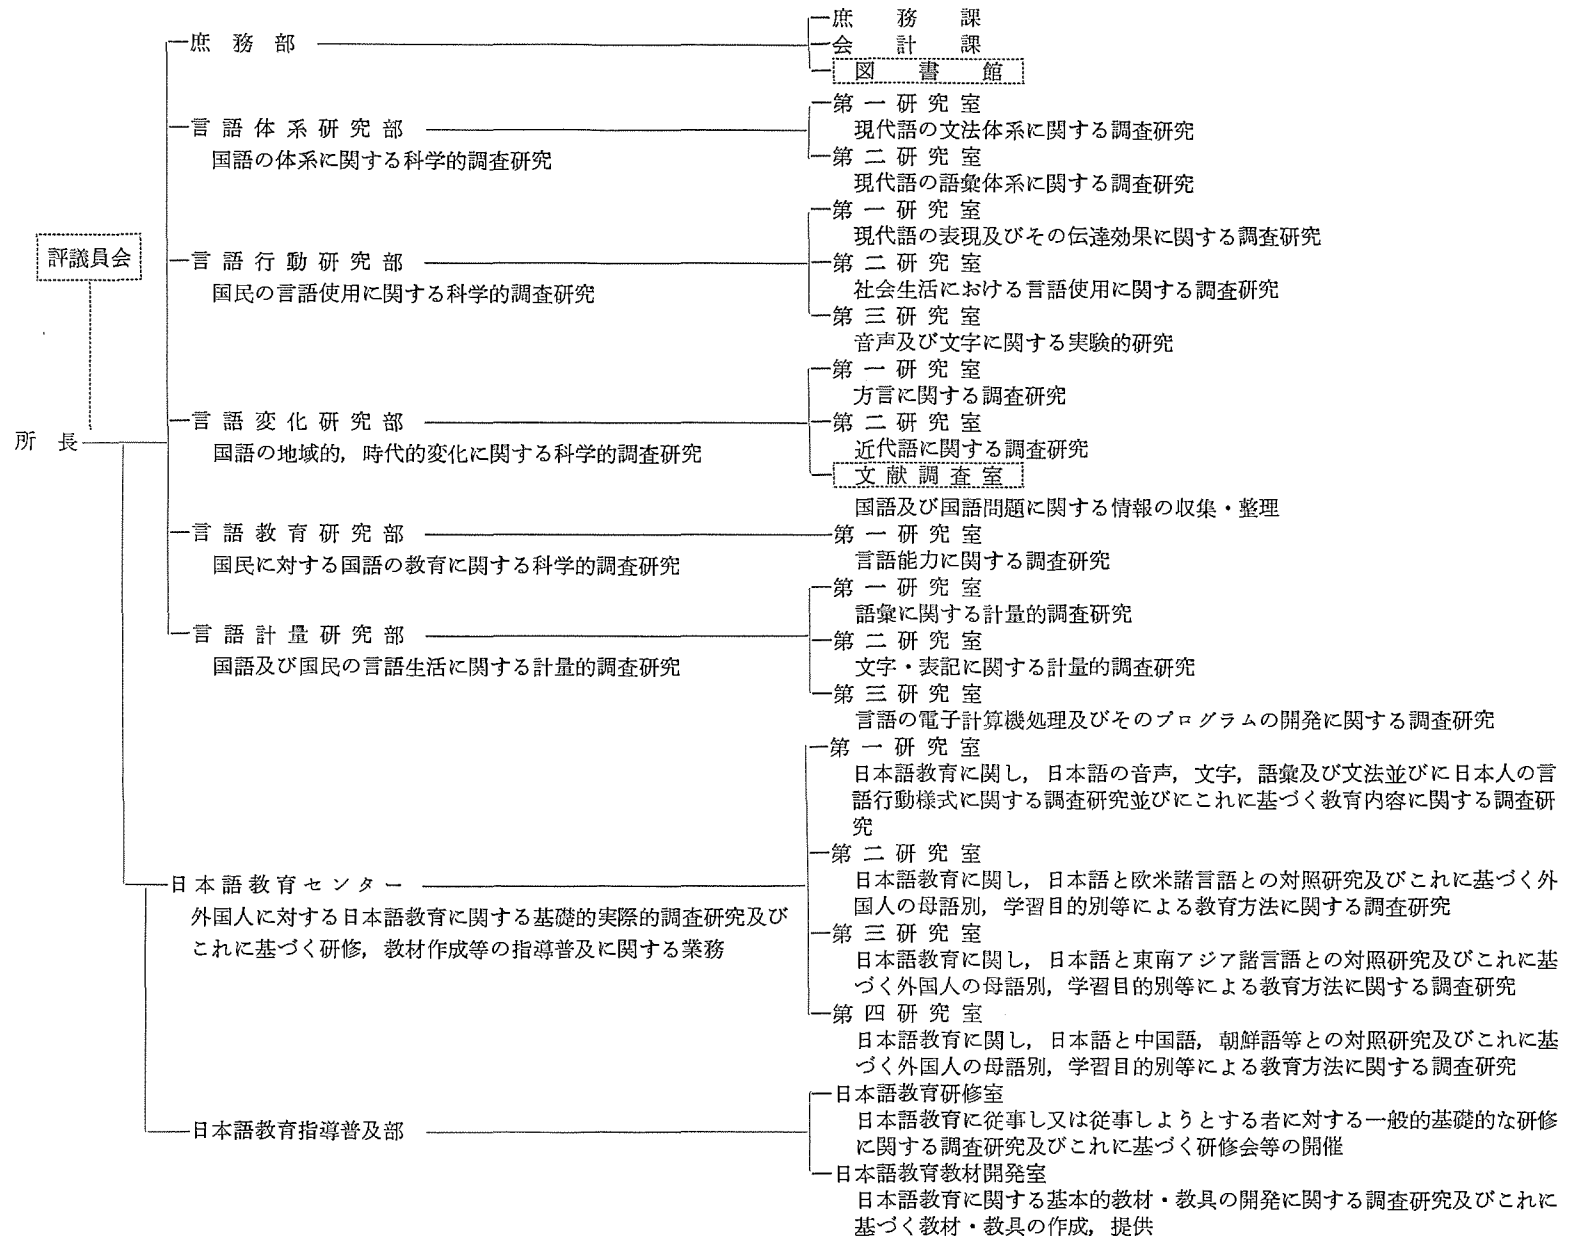 評議員会
所長
庶務部
庶務課
会計課
図書館
言語体系研究部
国語の体系に関する科学的調査研究
第一研究室
現代語の文法体系に関する調査研究
第二研究室
現代語の語彙体系に関する調査研究
言語行動研究部
国民の言語使用に関する科学的調査研究
第一研究室
現代語の表現及びその伝達効果に関する調査研究
第二研究室
社会生活における言語使用に関する調査研究
第三研究室
音声及び文字に関する実験的研究
言語変化研究部
国語の地域的，時代的変化に関する科学的調査研究
第一研究室
方言に関する調査研究
第二研究室
近代語に関する調査研究
文献調査室
国語及び国語問題に関する情報の収集・整理
言語教育研究部
国民に対する国語の教育に関する科学的調査研究
第一研究室
言語能力に関する調査研究
言語計量研究部
国語及び国民の言語生活に関する計量的調査研究
第一研究室
語彙に関する計量的調査研究
第二研究室
文字・表記に関する計量的調査研究
第三研究室
言語の電子計算機処理及びそのプログラムの開発に関する調査研究
日本語教育センター
外国人に対する日本語教育に関する基礎的実際的調査研究及び
これに基づく研修，教材作成等の指導普及に関する業務
第一研究室
日本語教育に関し，日本語の音声，文字，語彙及び文法並びに日本人の言
語行動様式に関する調査研究並びにこれに基づく教育内容に関する調査研
究
第二研究室
日本語教育に関し，日本語と欧米諸言語との対照研究及びこれに基づく外
国人の母語別，学習目的別等による教育方法に関する調査研究
第三研究室
日本語教育に関し，日本語と東南アジア諸言語との対照研究及びこれに基
づく外国人の母語別，学習目的別等による教育方法に関する調査研究
第四研究室
日本語教育に関し，日本語と中国語，朝鮮語等との対照研究及びこれに基
づく外国人の母語別，学習目的別等による教育方法に関する調査研究
日本語教育指導普及部
日本語教育研修室
日本語教育に従事し又は従事しようとする者に対する一般的基礎的な研修
に関する調査研究及びこれに基づく研修会等の開催
日本語教育教材開発室
日本語教育に関する基本的教材・教具の開発に関する調査研究及びこれに
基づく教材・教具の作成，提供